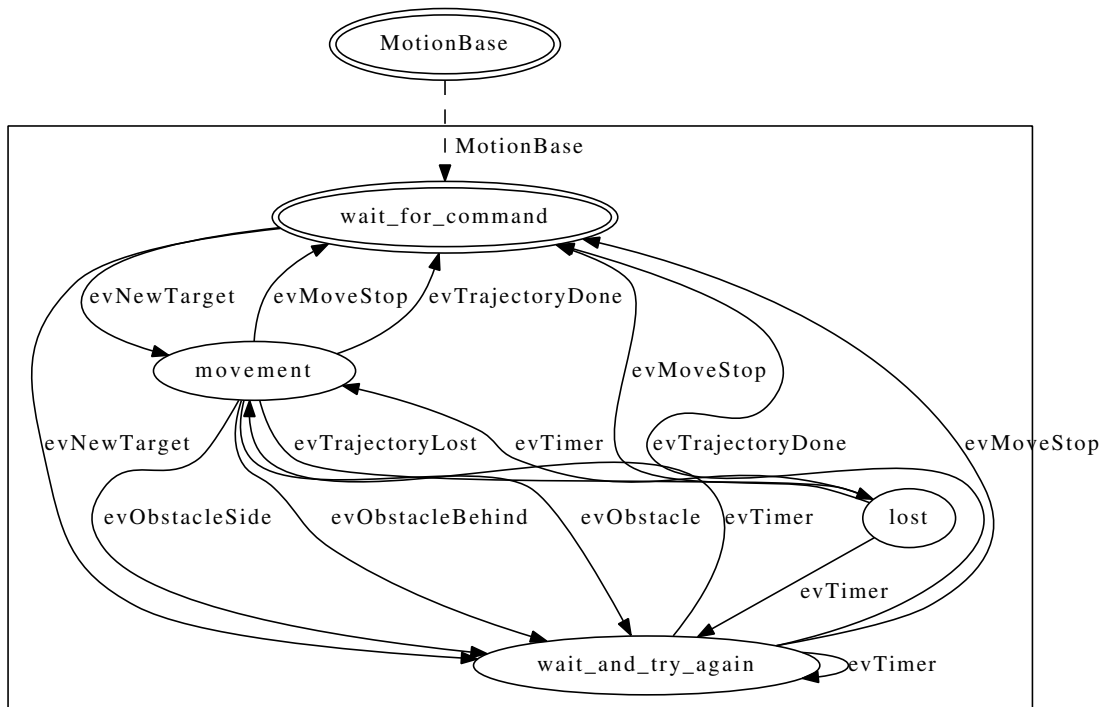 MotionBase
MotionBase
wait_for_command
evNewTarget
evMoveStop
evTrajectoryDone
movement
evMoveStop
evNewTarget
evTrajectoryLost
evTimer
evTrajectoryDone
evMoveStop
evObstacleSide
evObstacleBehind
evObstacle
evTimer
lost
evTimer
wait_and_try_again
evTimer